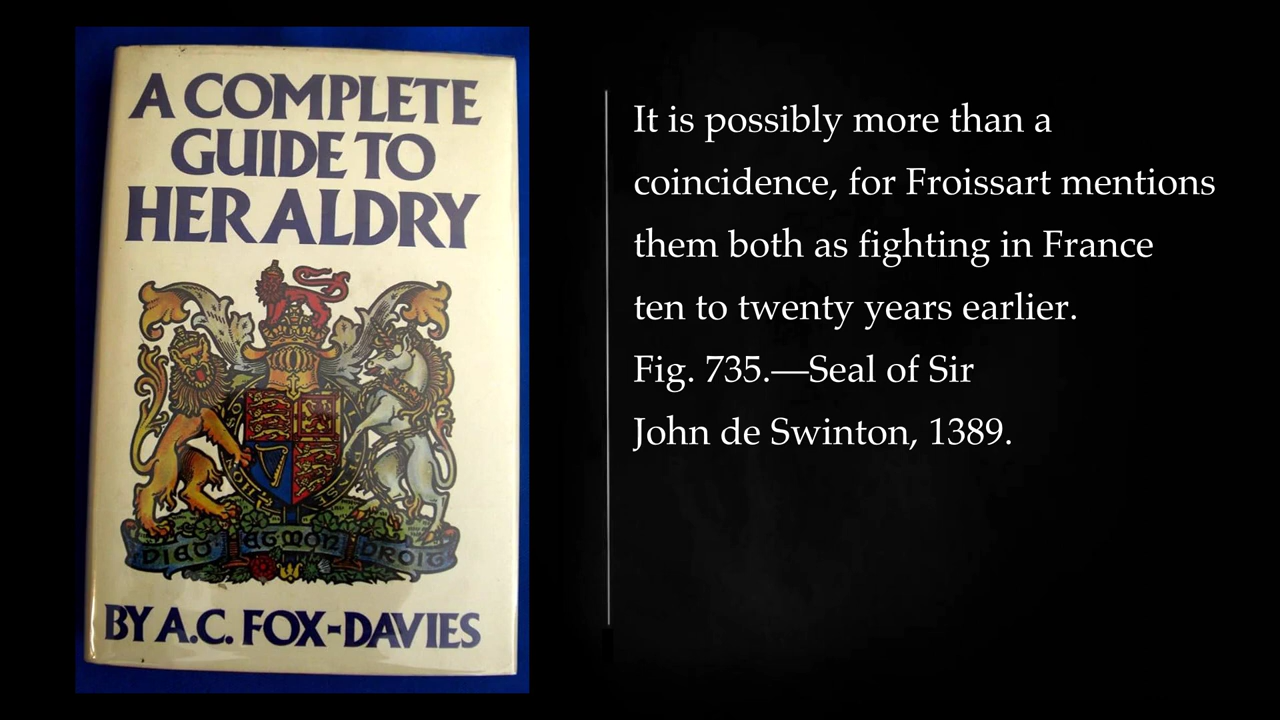 A COMPLETE
GUIDE TO
HERALDRY
DIEU ET MON DROIT
BY A.C. FOX-DAVIES
It is possibly more than a
coincidence, for Froissart mentions
them both as fighting in France
ten to twenty years earlier.
Fig. 735.—Seal of Sir
John de Swinton, 1389.